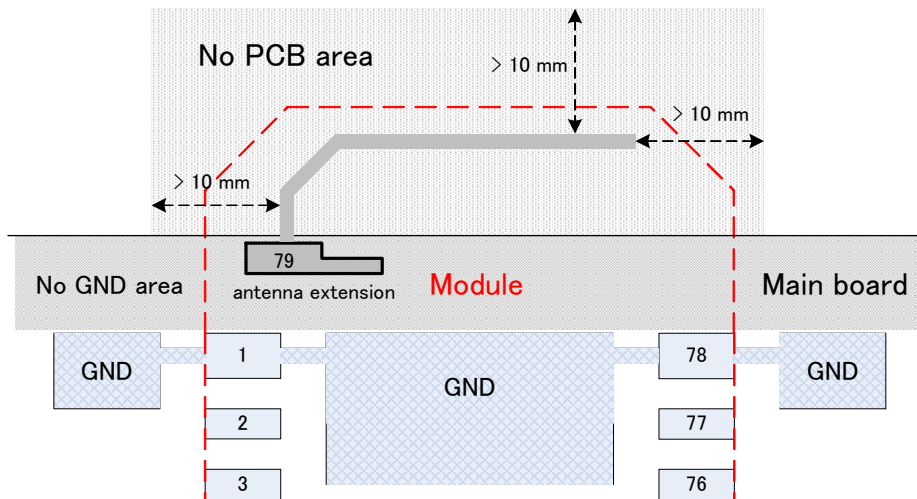 No PCB area
> 10 mm
> 10 mm
> 10 mm
79
No GND area
antenna extension
Module
Main board
GND
1
GND
78
GND
2
77
3
76